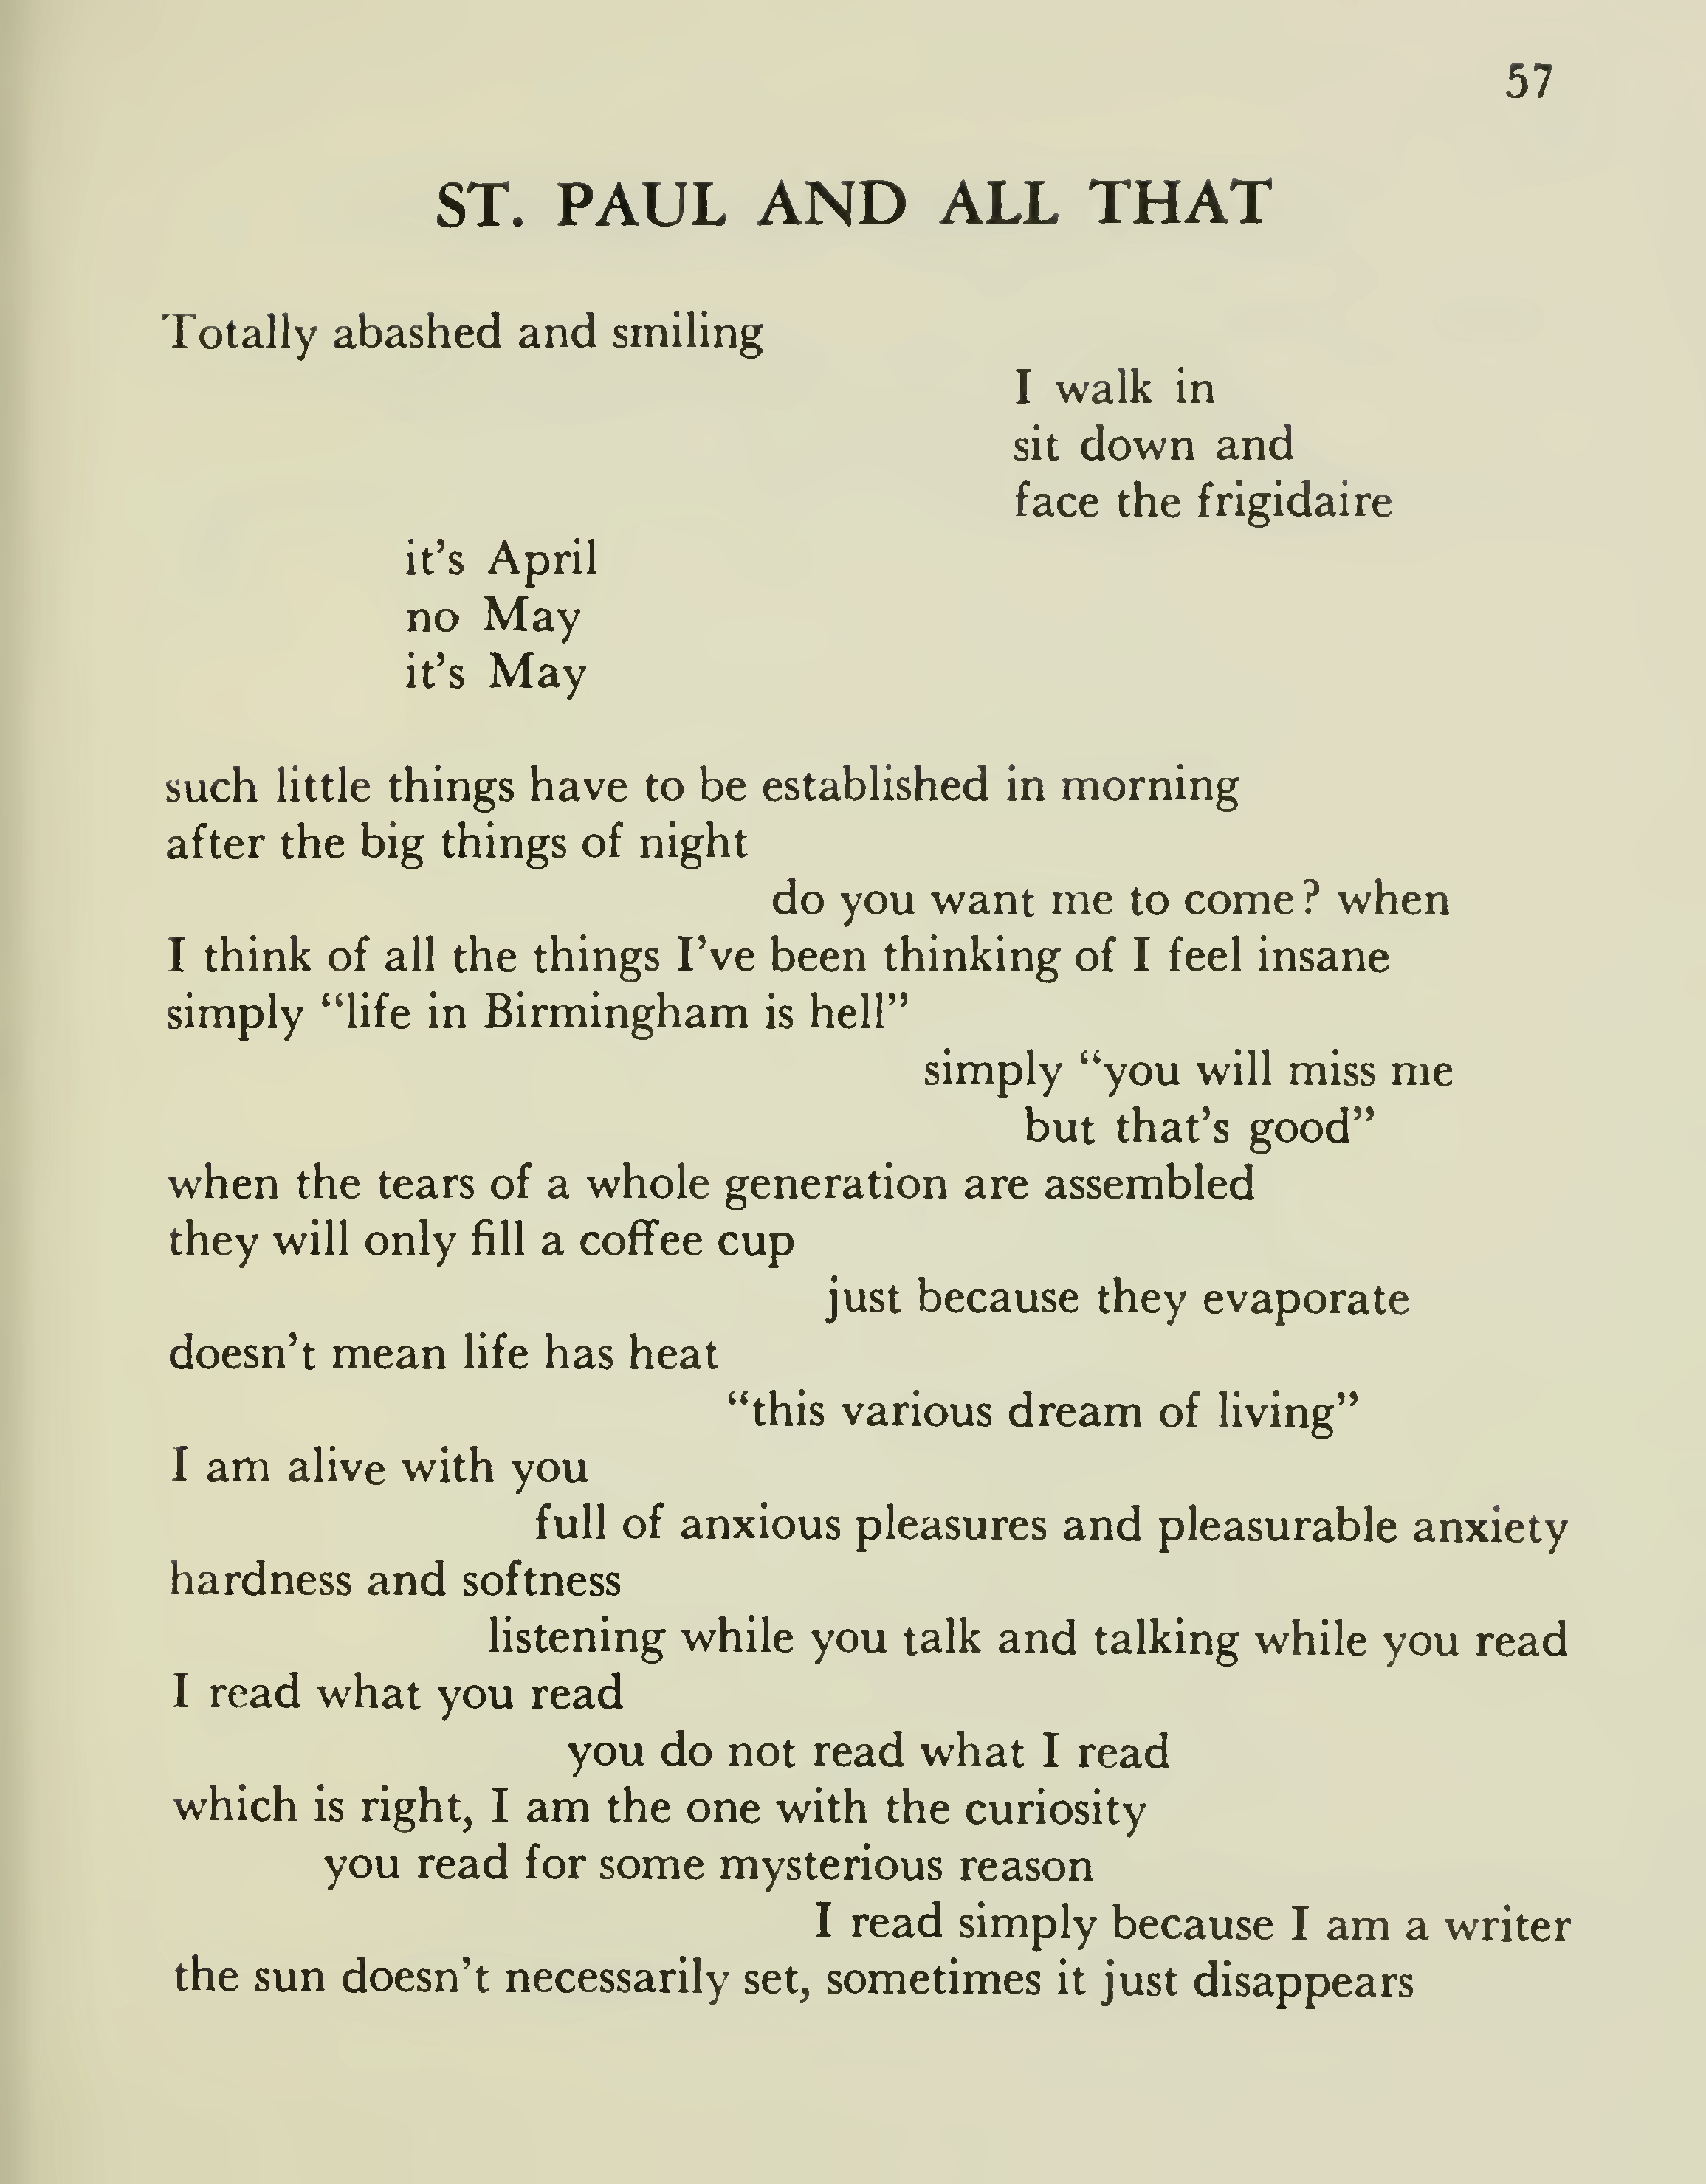 57
ST. PAUL AND ALL THAT
Totally abashed and smiling
I walk in
sit down and
face the frigidaire
it's April
no May
it's May
such little things have to be established in morning
after the big things of night
do you want me to come? when
I think of all the things I've been thinking of I feel insane
simply “life in Birmingham is hell”
simply “you will miss me
but that's good”
when the tears of a whole generation are assembled
they will only fill a coffee cup
just because they evaporate
doesn't mean life has heat
“this various dream of living”
I am alive with you
full of anxious pleasures and pleasurable anxiety
hardness and softness
listening while you talk and talking while you read
I read what you read
you do not read what I read
which is right, I am the one with the curiosity
you read for some mysterious reason
I read simply because I am a writer
the sun doesn't necessarily set, sometimes it just disappears